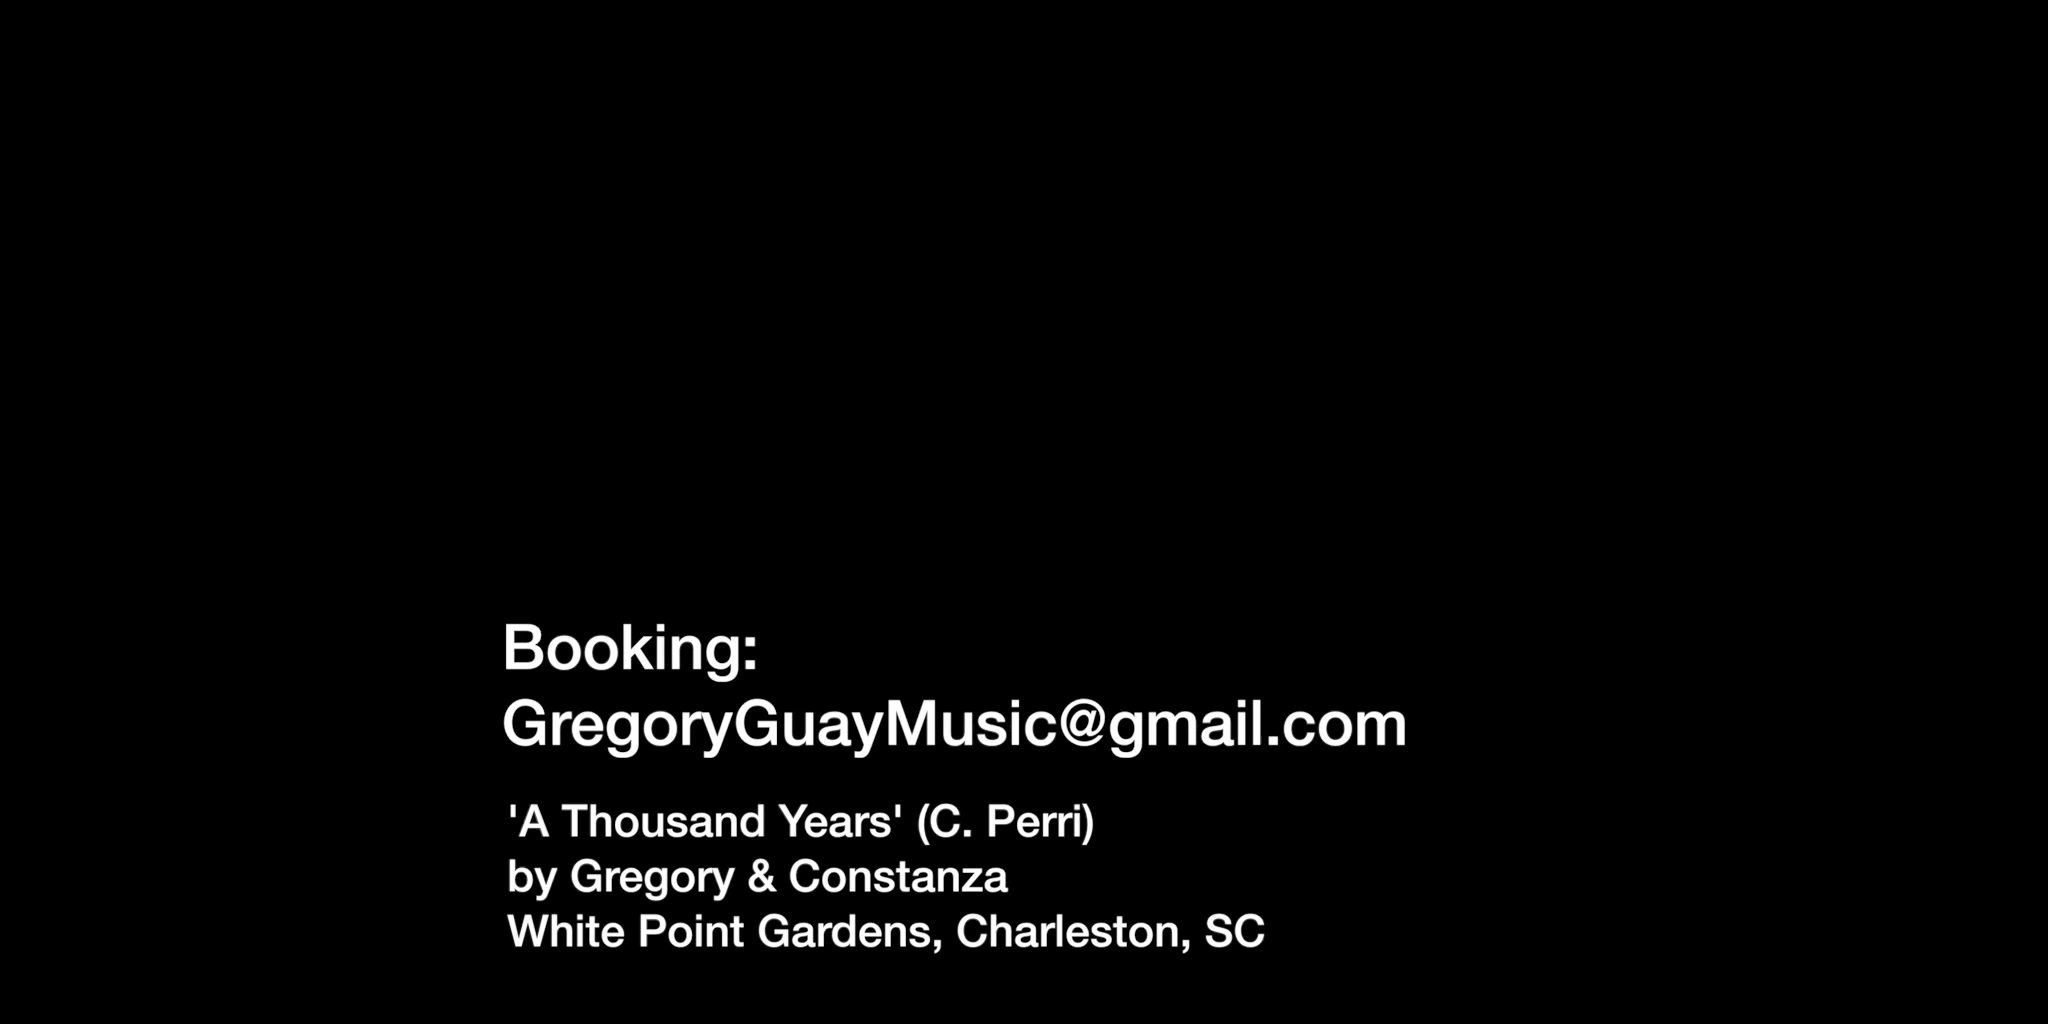 Booking:
GregoryGuayMusic@gmail.com
'A Thousand Years' (C. Perri)
by Gregory & Constanza
White Point Gardens, Charleston, SC